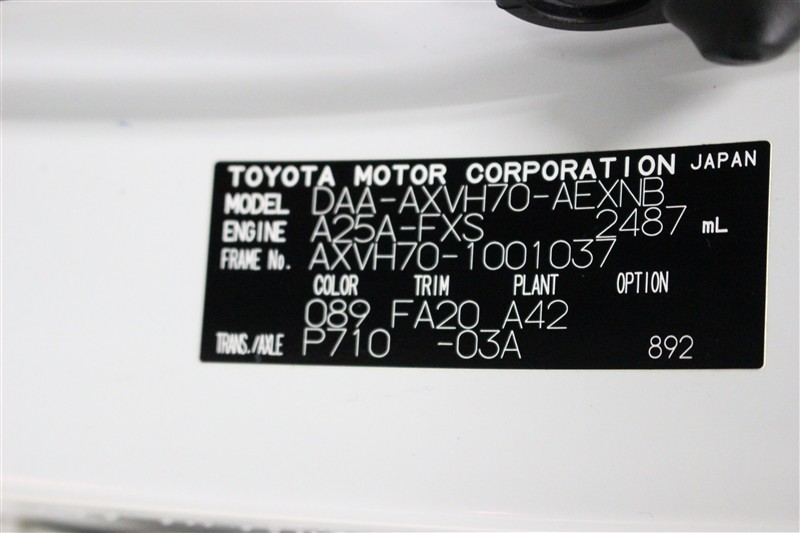 TOYOTA MOTOR CORPORATION JAPAN
MODEL DAA-AXVH70-AEXNB
ENGINE A25A-FXS 2487 mL
FRAME No. AXVH70-1001037
COLOR TRIM PLANT OPTION
089 FA20 A42
TRANS./AXLE P710 -03A 892